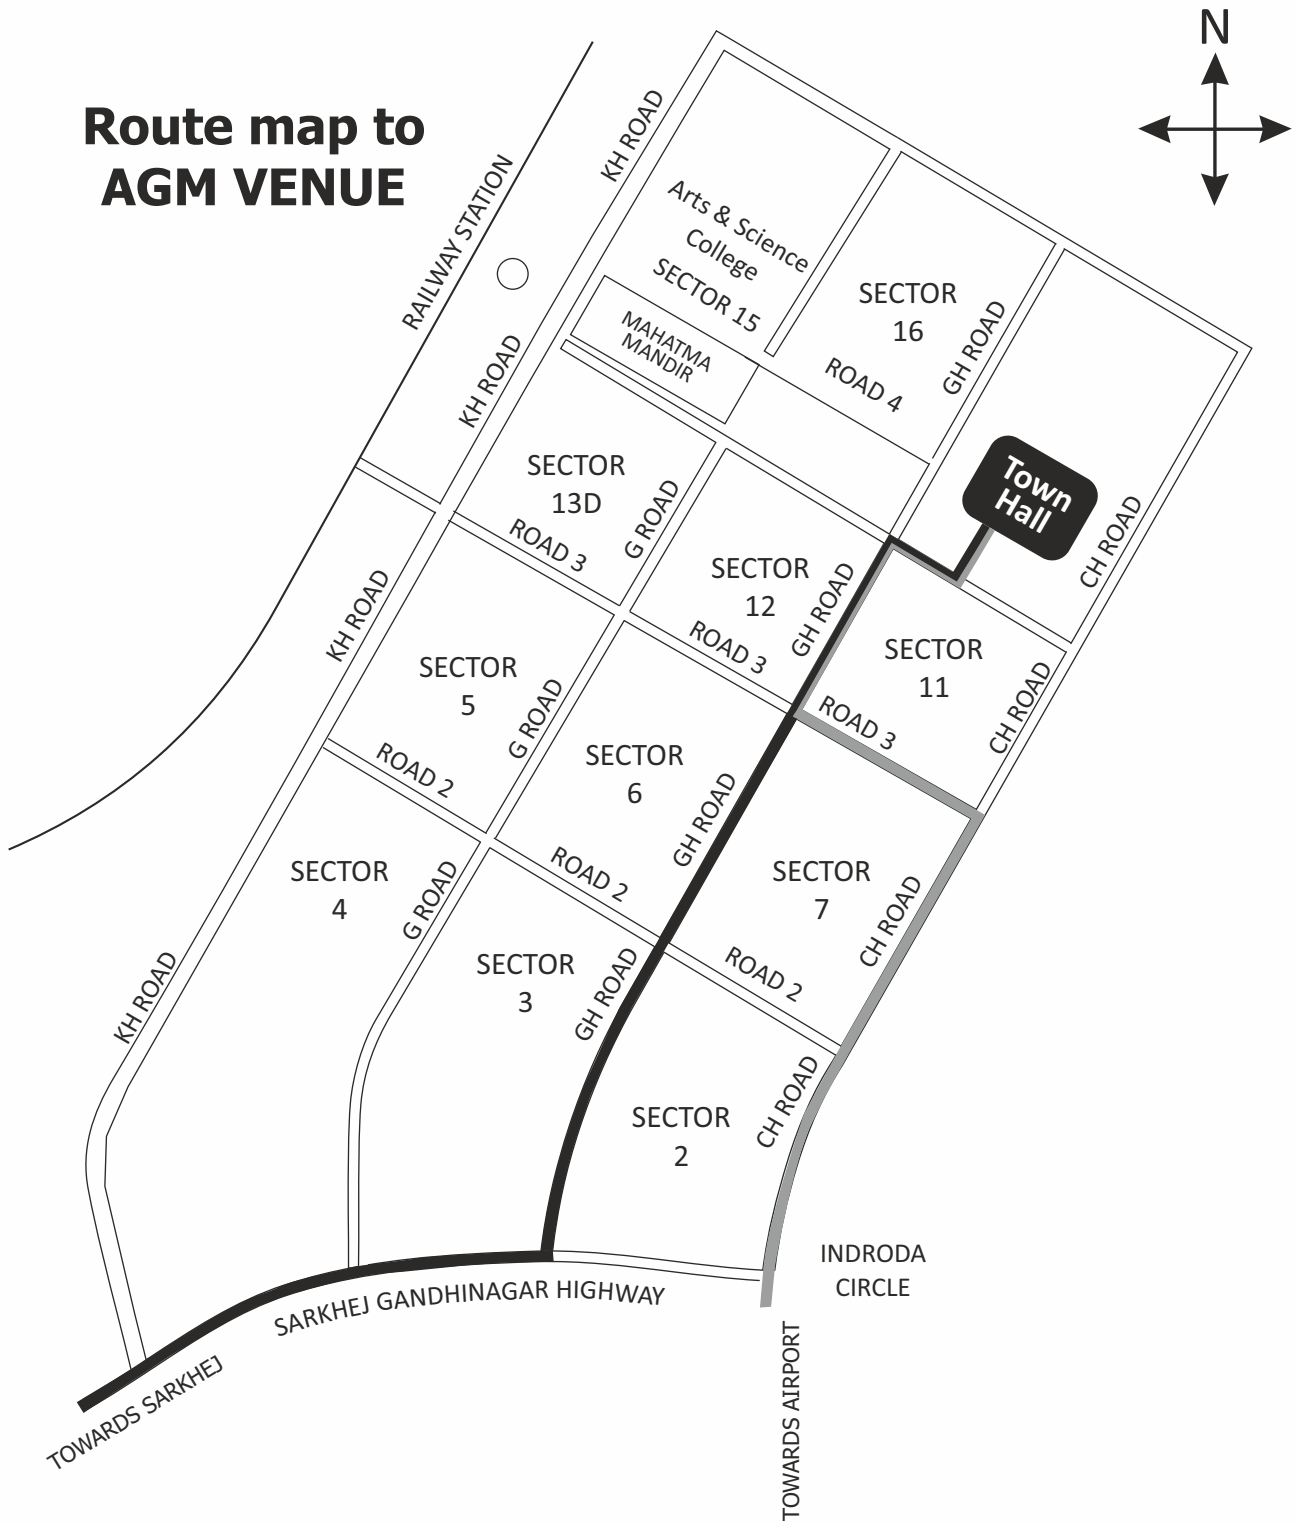 N
Route map to
AGM VENUE
KH ROAD
RAILWAY STATION
Arts & Science
College
SECTOR 15
MAHATMA
MANDIR
SECTOR
16
ROAD 4
GH ROAD
KH ROAD
SECTOR
13D
ROAD 3
G ROAD
Town
Hall
CH ROAD
SECTOR
12
ROAD 3
GH ROAD
SECTOR
11
ROAD 3
CH ROAD
KH ROAD
SECTOR
5
ROAD 2
G ROAD
SECTOR
6
ROAD 2
GH ROAD
SECTOR
7
ROAD 2
CH ROAD
SECTOR
4
G ROAD
KH ROAD
SECTOR
3
GH ROAD
SECTOR
2
CH ROAD
INDRODA
CIRCLE
SARKHEJ GANDHINAGAR HIGHWAY
TOWARDS SARKHEJ
TOWARDS AIRPORT